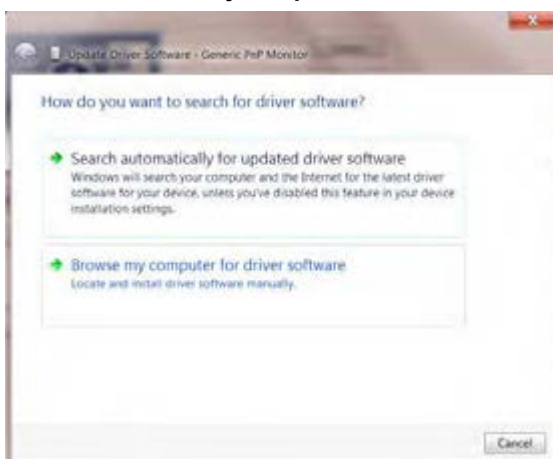 Update Driver Software - Generic PnP Monitor
How do you want to search for driver software?
Search automatically for updated driver software
Windows will search your computer and the Internet for the latest driver
software for your device, unless you've disabled this feature in your device
installation settings.
Browse my computer for driver software
Locate and install driver software manually.
Cancel